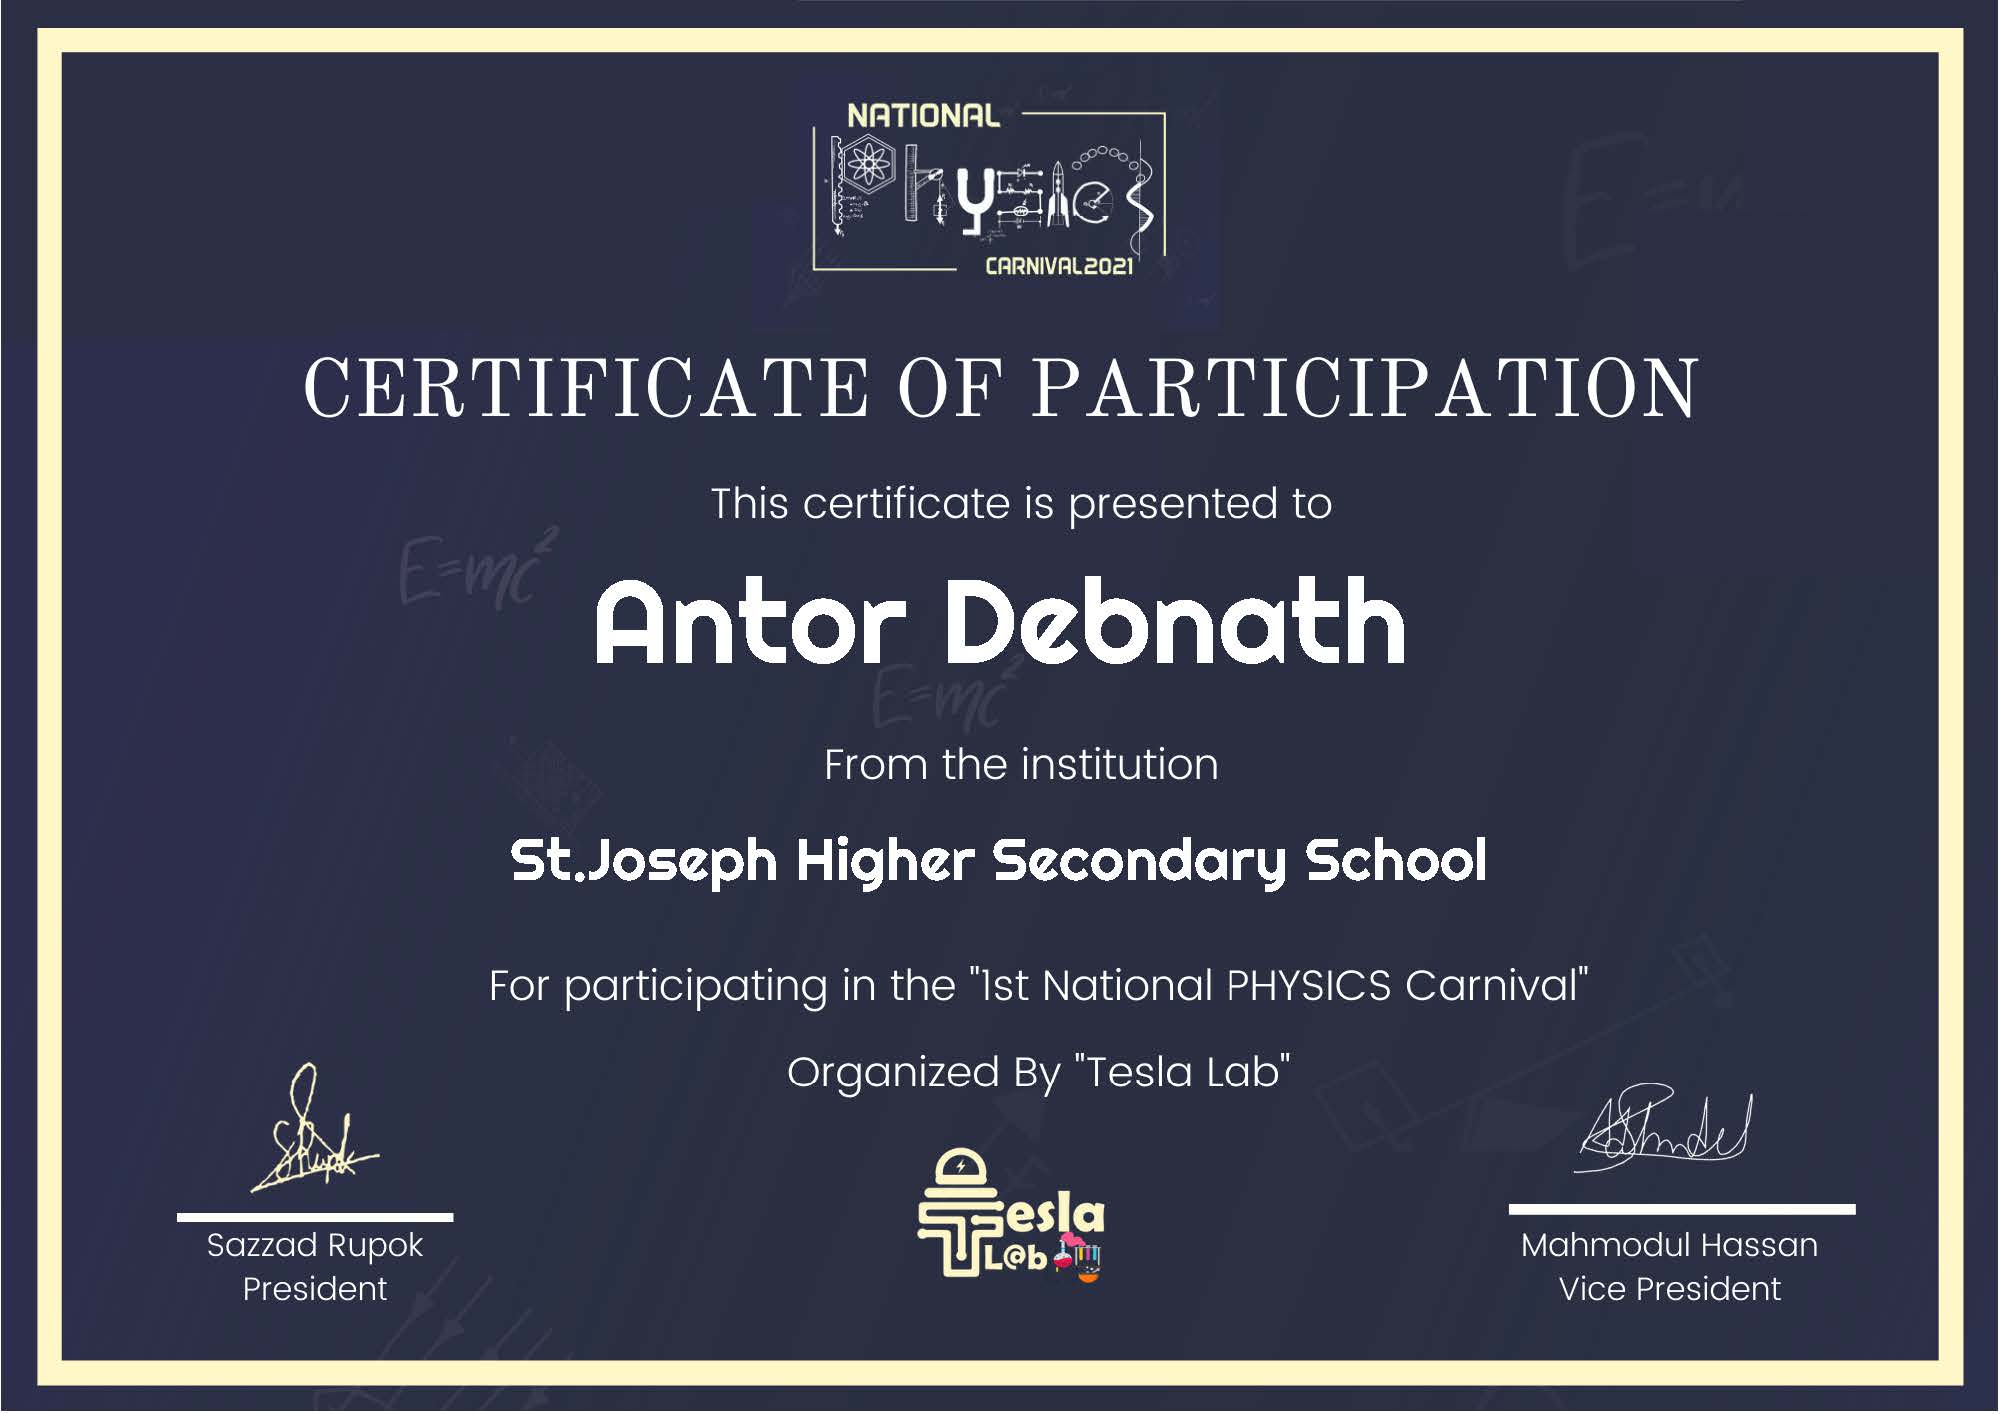 NATIONAL
Physics
CARNIVAL2021
E=m
CERTIFICATE OF PARTICIPATION
This certificate is presented to
E=mc²
Antor Debnath
E=mc²
From the institution
St.Joseph Higher Secondary School
For participating in the "1st National PHYSICS Carnival"
Organized By "Tesla Lab"
Tesla
L@b
Sazzad Rupok
President
Mahmodul Hassan
Vice President